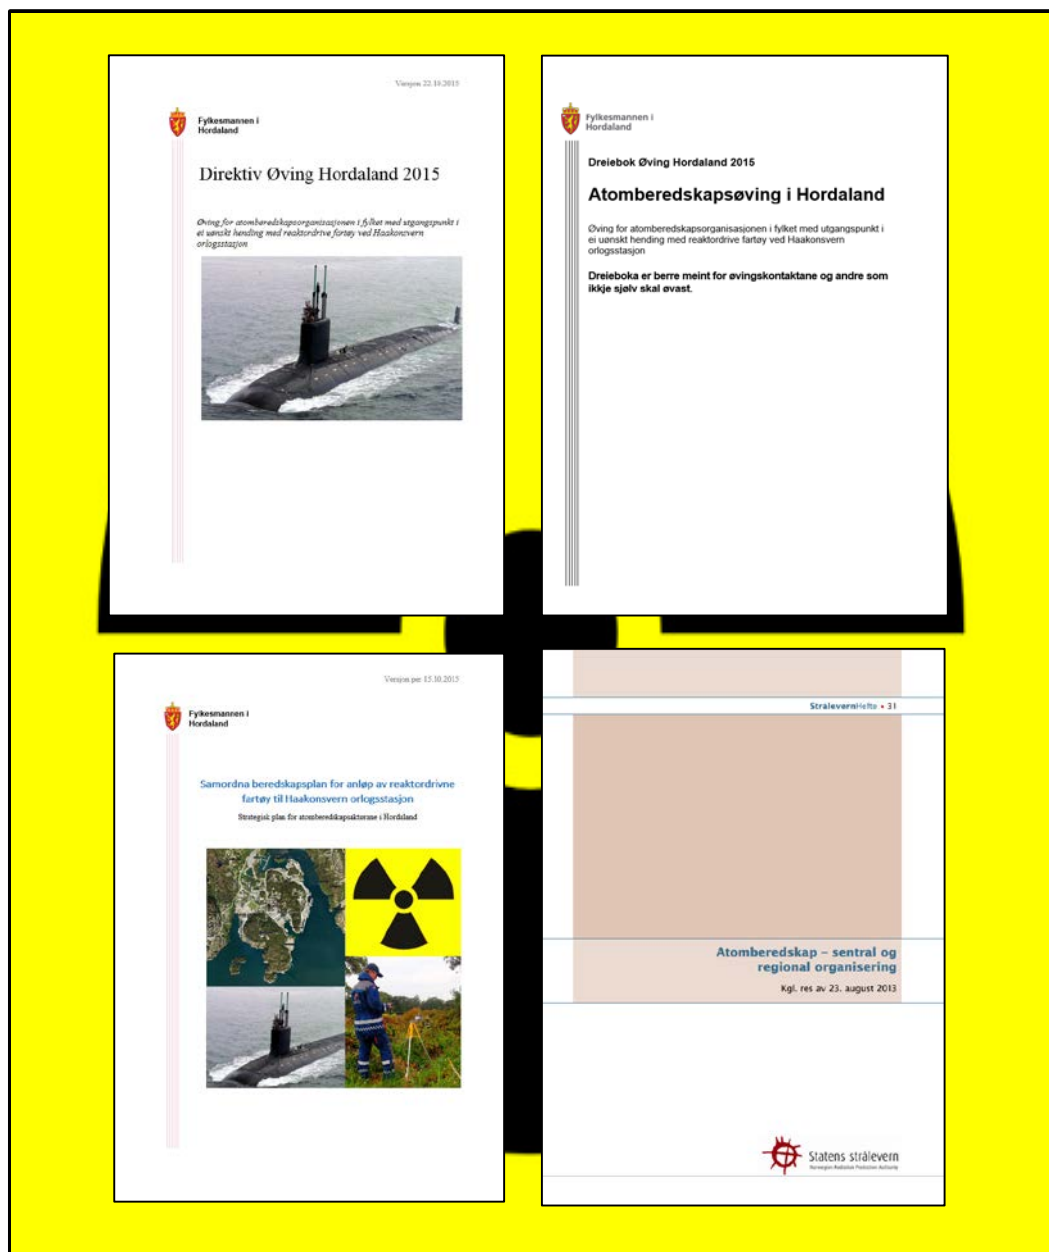 Versjon 22.10.2015
Fylkesmannen i
Hordaland
Direktiv Øving Hordaland 2015
Øving for atomberedskapsorganisasjonen i fylket med utgangspunkt i
ei uønskt hending med reaktordrive fartøy ved Haakonsvern
orlogsstasjon
Fylkesmannen i
Hordaland
Dreiebok Øving Hordaland 2015
Atomberedskapsøving i Hordaland
Øving for atomberedskapsorganisasjonen i fylket med utgangspunkt i
ei uønskt hending med reaktordrive fartøy ved Haakonsvern
orlogsstasjon
Dreieboka er berre meint for øvingskontaktane og andre som
ikkje sjølv skal øvast.
Versjon per 15.10.2015
Fylkesmannen i
Hordaland
Samordna beredskapsplan for anløp av reaktordrivne
fartøy til Haakonsvern orlogsstasjon
Strategisk plan for atomberedskapsaktørane i Hordaland
StrålevernHefte • 31
Atomberedskap – sentral og
regional organisering
Kgl. res av 23. august 2013
Statens strålevern
Norwegian Radiation Protection Authority